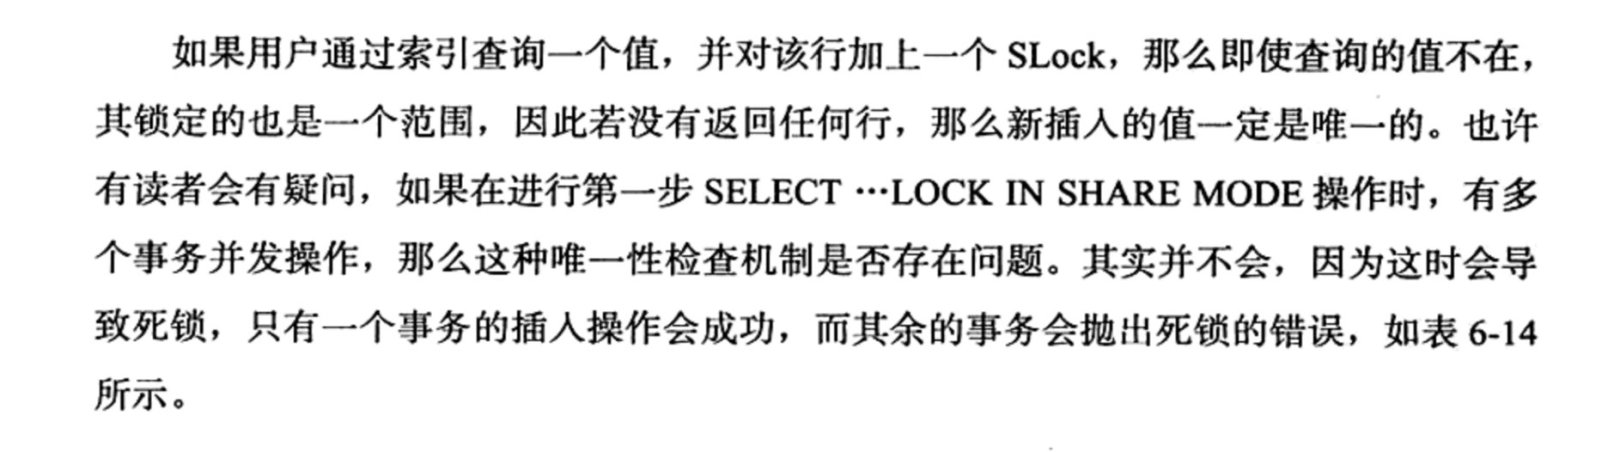 如果用户通过索引查询一个值，并对该行加上一个 SLock，那么即使查询的值不在，
其锁定的也是一个范围，因此若没有返回任何行，那么新插入的值一定是唯一的。也许
有读者会有疑问，如果在进行第一步 SELECT …LOCK IN SHARE MODE 操作时，有多
个事务并发操作，那么这种唯一性检查机制是否存在问题。其实并不会，因为这时会导
致死锁，只有一个事务的插入操作会成功，而其余的事务会抛出死锁的错误，如表 6-14
所示。